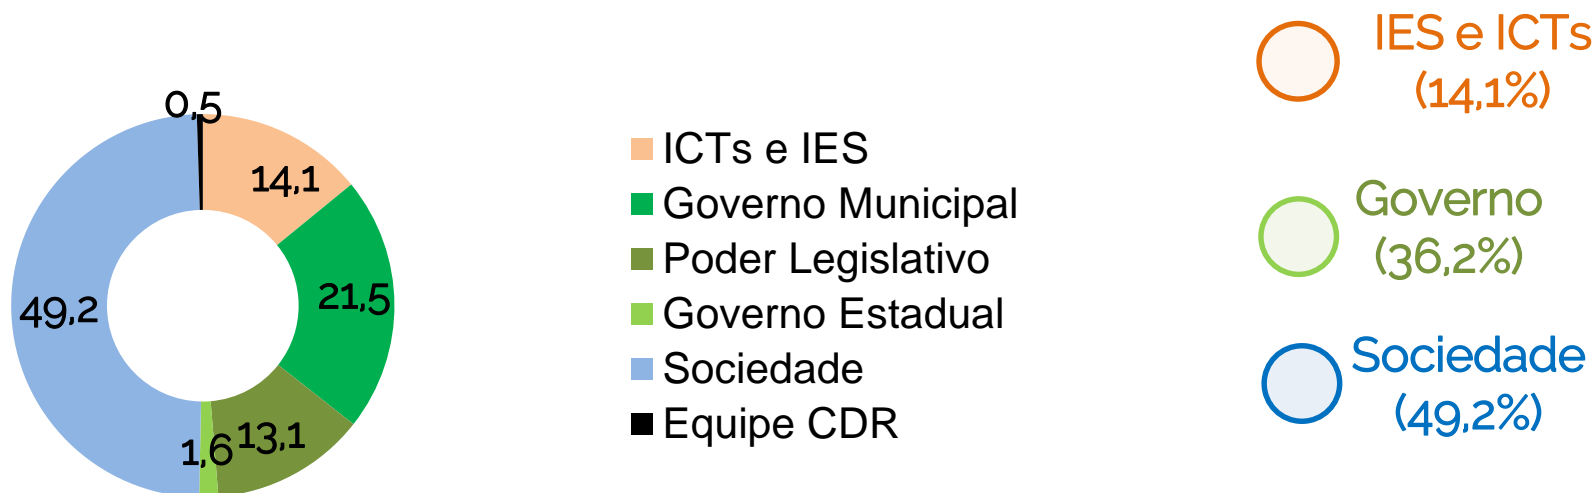 0,5
14,1
21,5
13,1
1,6
49,2
ICTs e IES
Governo Municipal
Poder Legislativo
Governo Estadual
Sociedade
Equipe CDR
IES e ICTs
(14,1%)
Governo
(36,2%)
Sociedade
(49,2%)